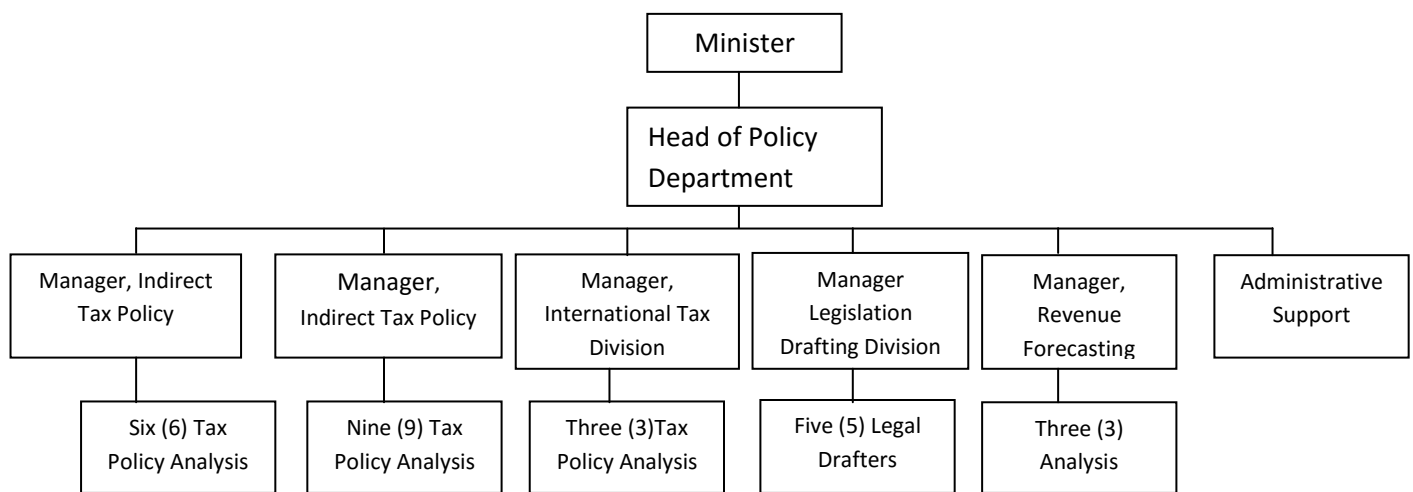 Minister
Head of Policy
Department
Manager, Indirect
Tax Policy
Manager,
Indirect Tax Policy
Manager,
International Tax
Division
Manager
Legislation
Drafting Division
Manager,
Revenue
Forecasting
Administrative
Support
Six (6) Tax
Policy Analysis
Nine (9) Tax
Policy Analysis
Three (3)Tax
Policy Analysis
Five (5) Legal
Drafters
Three (3)
Analysis